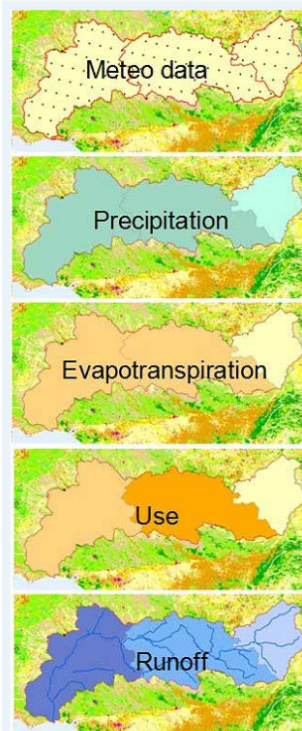 Meteo data
Precipitation
Evapotranspiration
Use
Runoff